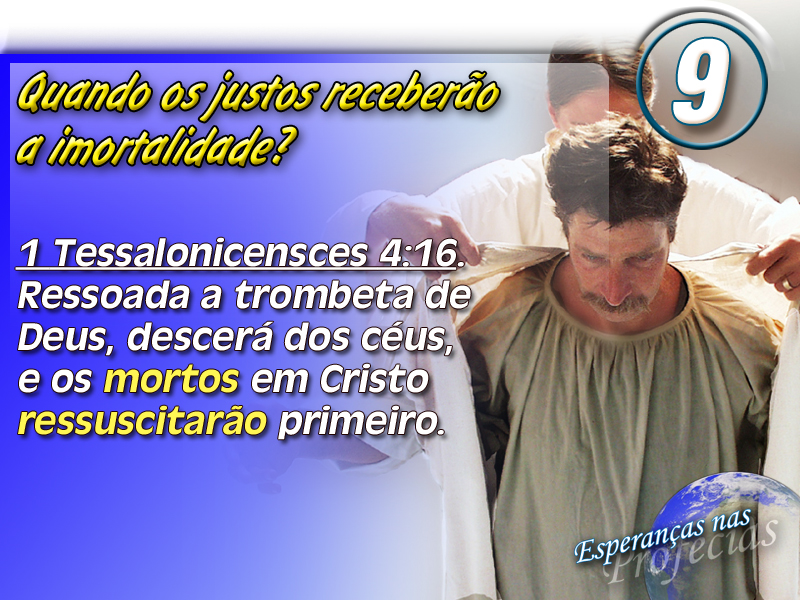 9
Quando os justos receberão
a imortalidade?
1 Tessalonicensces 4:16.
Ressoada a trombeta de
Deus, descerá dos céus,
e os mortos em Cristo
ressuscitarão primeiro.
Esperanças nas
Profecias